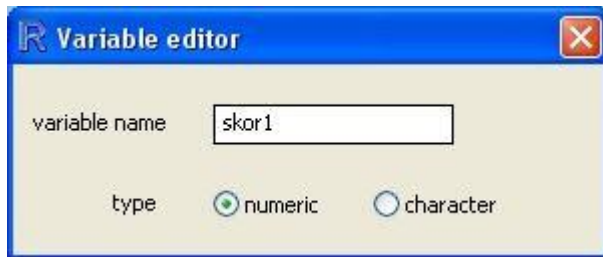 R Variable editor
variable name skor1
type numeric character